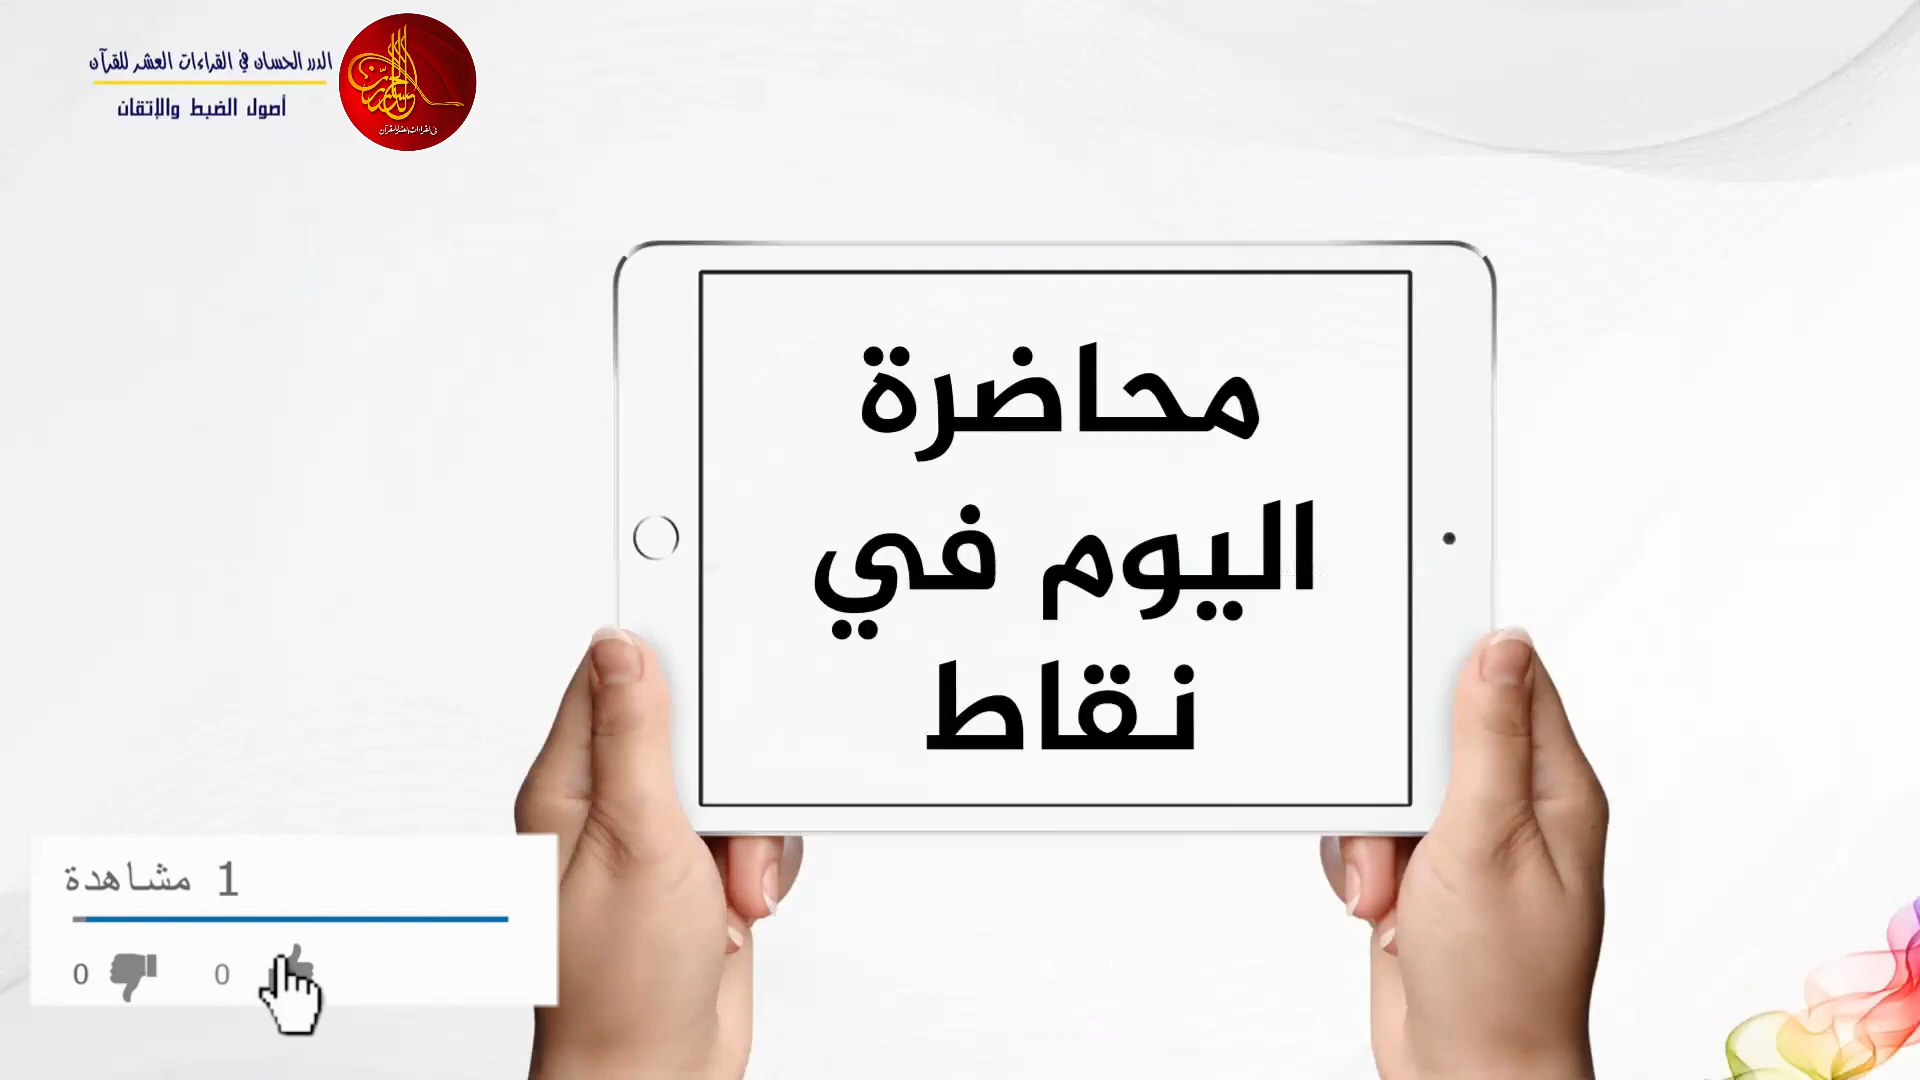 الدرر الحسان في القراءات العشر للقرآن
أصول الضبط والإتقان
محاضرة
اليوم في
نقاط
1 مشاهدة
0 0